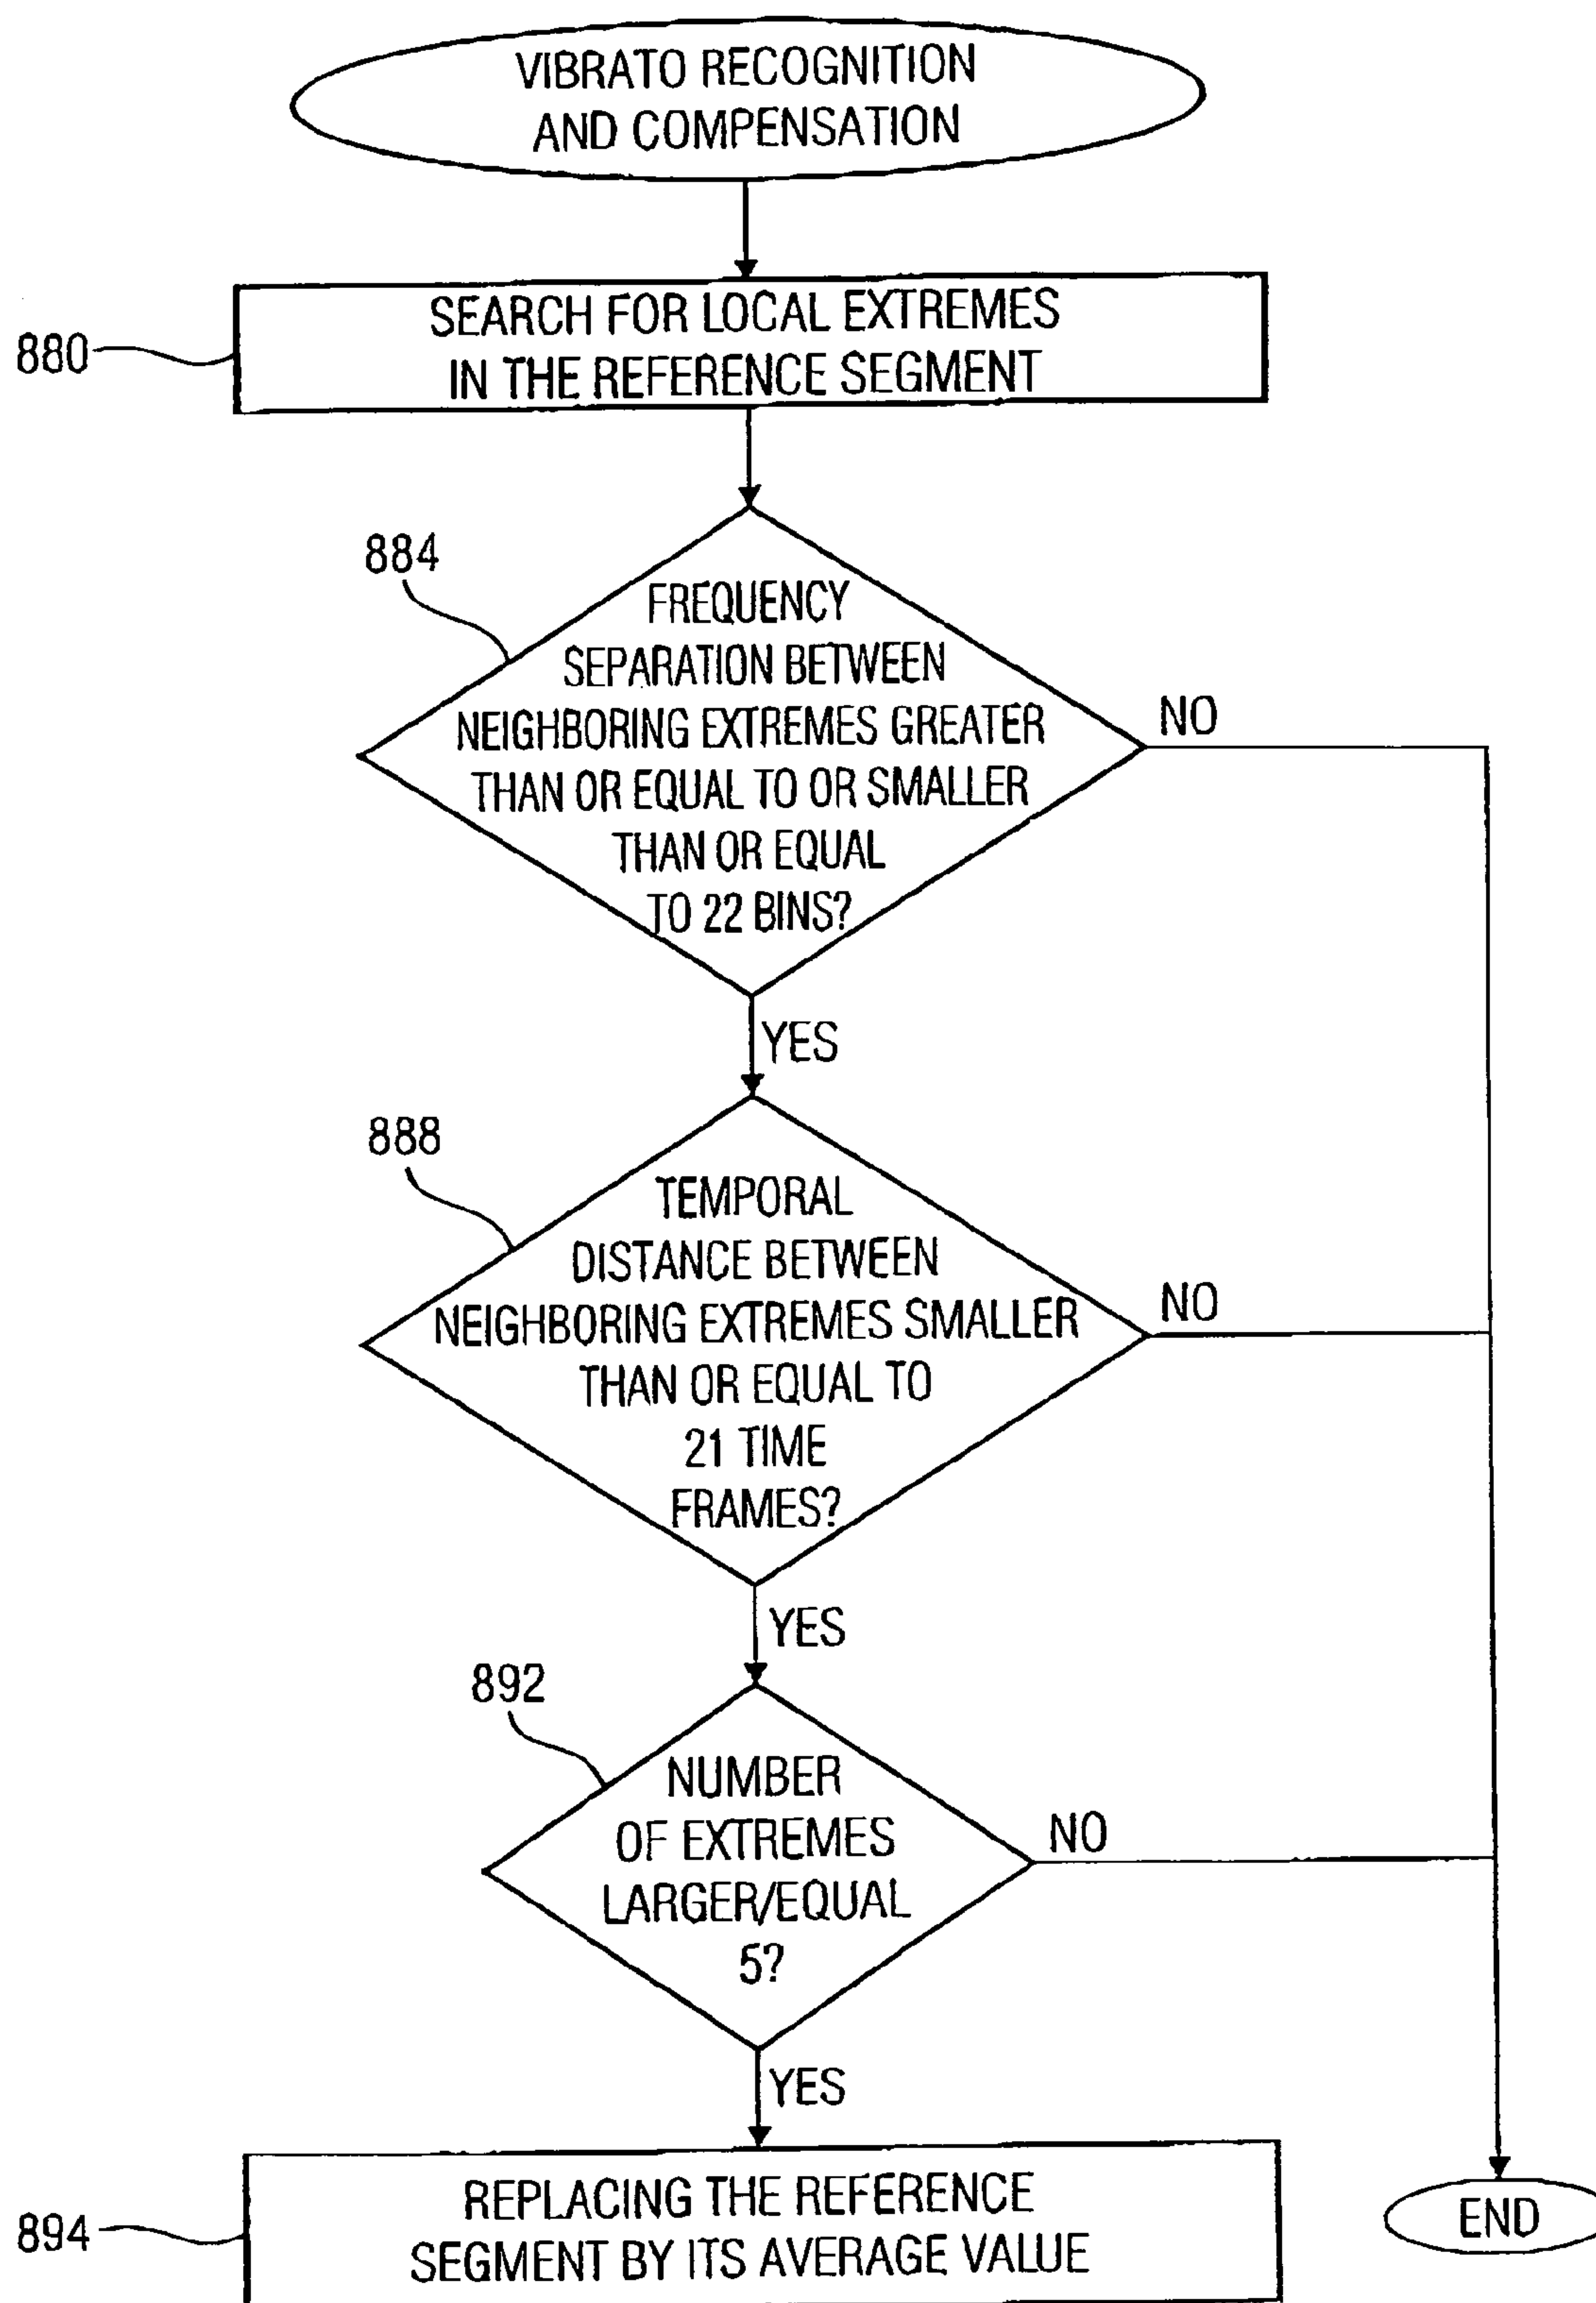 VIBRATO RECOGNITION
AND COMPENSATION
880
SEARCH FOR LOCAL EXTREMES
IN THE REFERENCE SEGMENT
884
FREQUENCY
SEPARATION BETWEEN
NEIGHBORING EXTREMES GREATER
THAN OR EQUAL TO OR SMALLER
THAN OR EQUAL
TO 22 BINS?
NO
YES
888
TEMPORAL
DISTANCE BETWEEN
NEIGHBORING EXTREMES SMALLER
THAN OR EQUAL TO
21 TIME
FRAMES?
NO
YES
892
NUMBER
OF EXTREMES
LARGER/EQUAL
5?
NO
YES
894
REPLACING THE REFERENCE
SEGMENT BY ITS AVERAGE VALUE
END